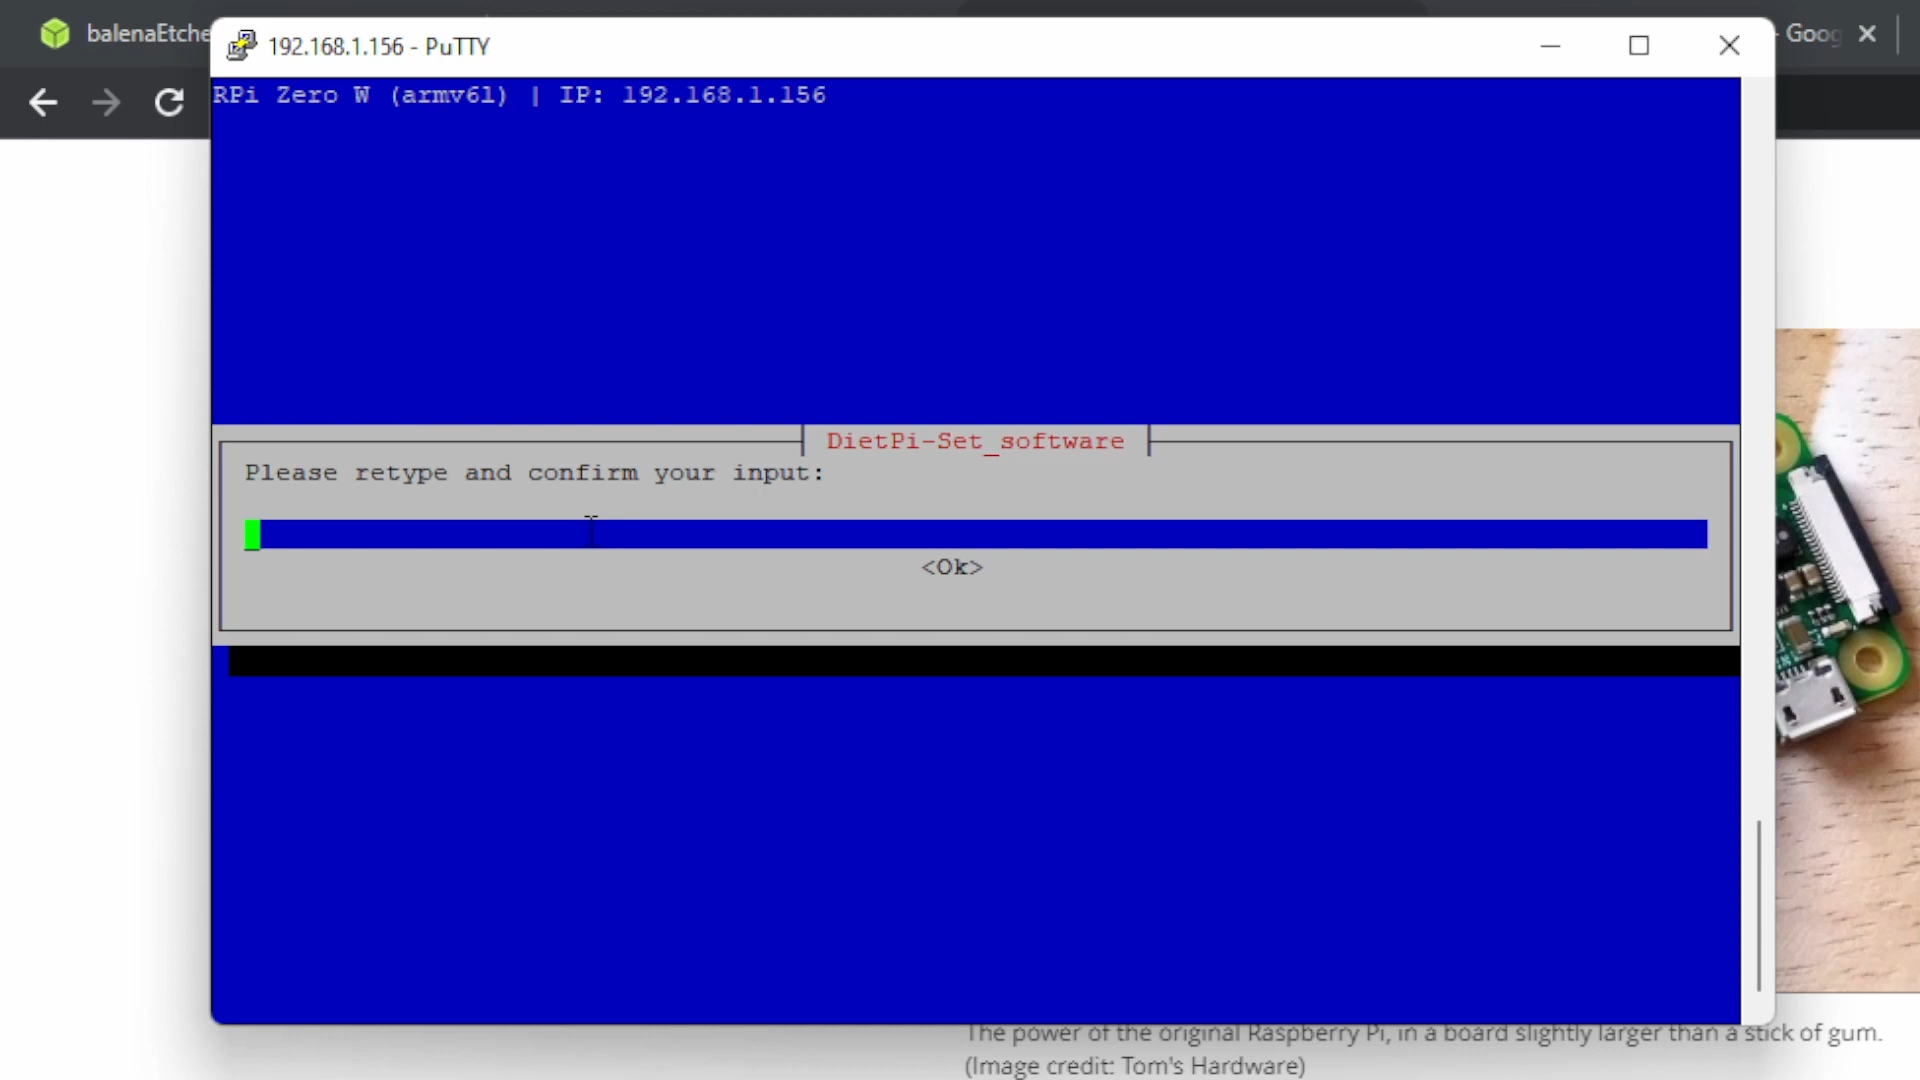 balenaEtche
192.168.1.156 - PuTTY
Goog
RPi Zero W (armv6l) | IP: 192.168.1.156
DietPi-Set_software
Please retype and confirm your input:
<Ok>
The power of the original Raspberry Pi, in a board slightly larger than a stick of gum.
(Image credit: Tom's Hardware)